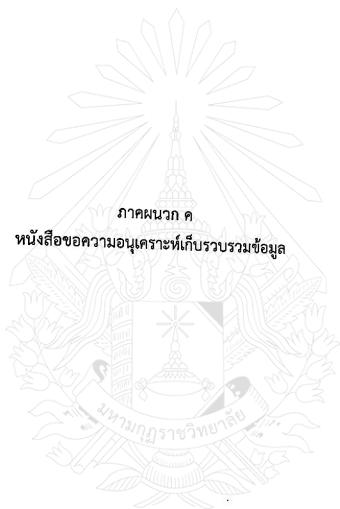 ภาคผนวก ค
หนังสือขอความอนุเคราะห์เก็บรวบรวมข้อมูล
มหามกุฏราชวิทยาลัย